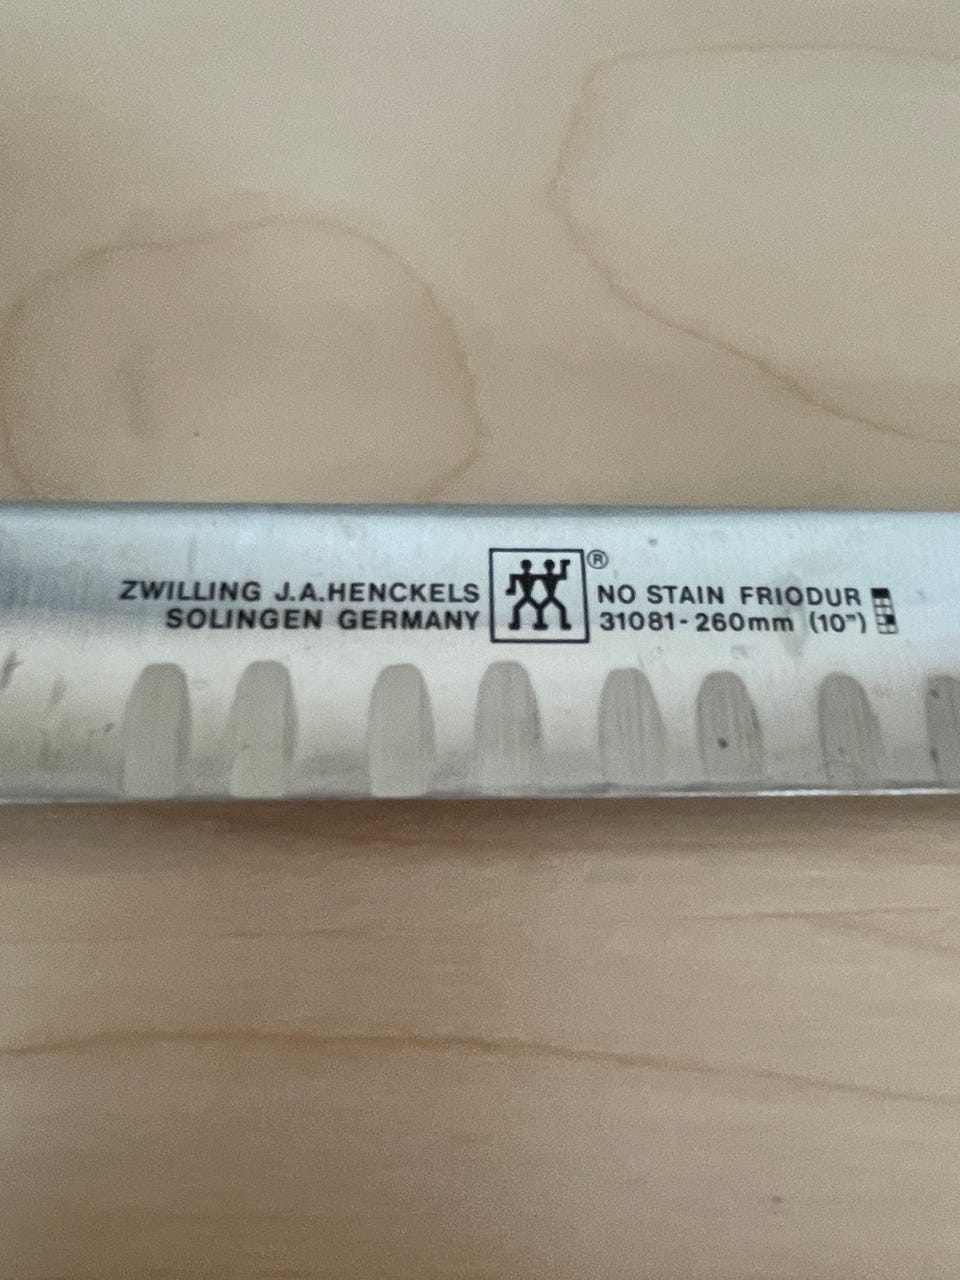 ZWILLING J.A.HENCKELS
SOLINGEN GERMANY
®
NO STAIN FRIODUR
31081-260mm (10")